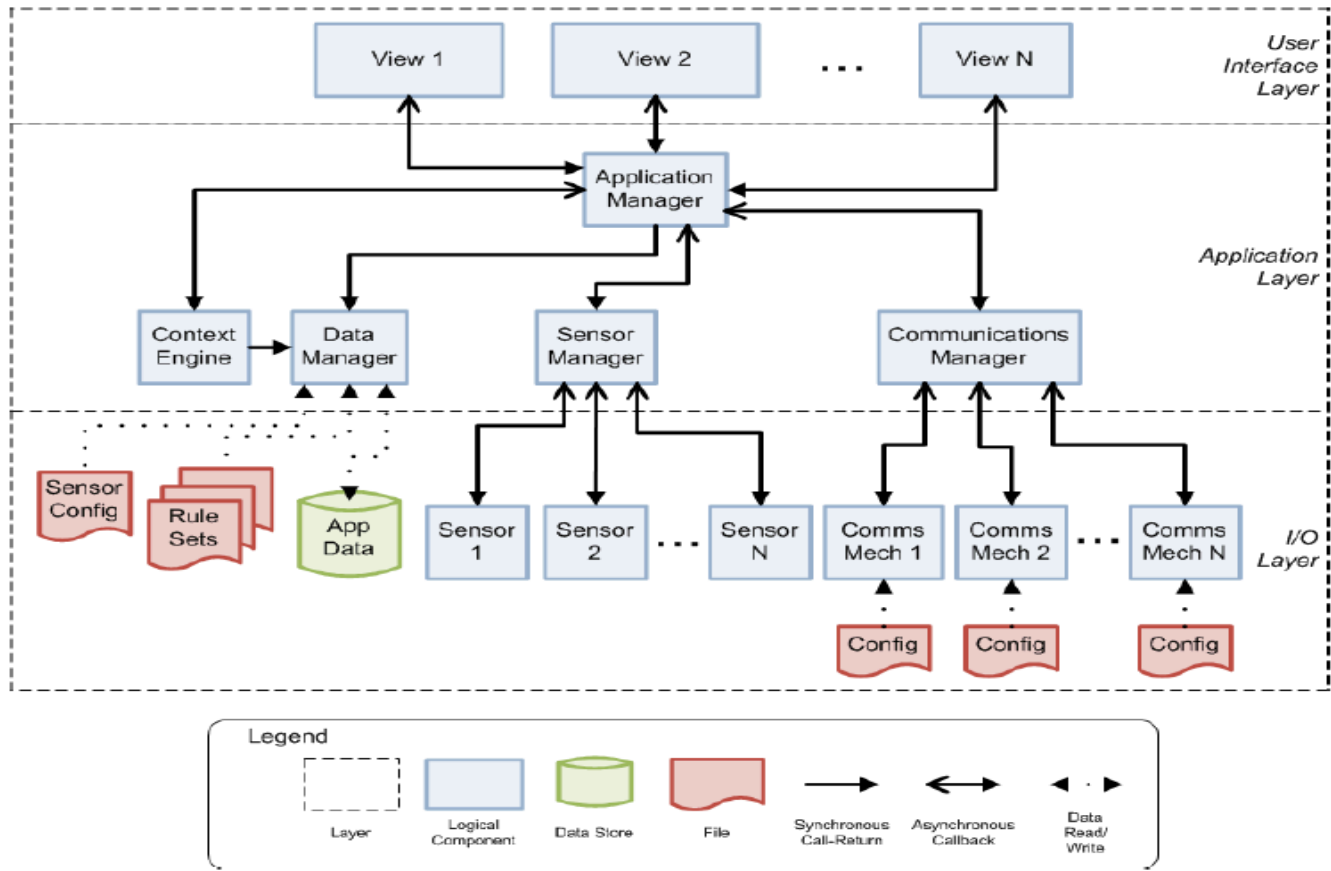 View 1
View 2
...
View N
User
Interface
Layer
Application
Manager
Application
Layer
Context
Engine
Data
Manager
Sensor
Manager
Communications
Manager
Sensor
Config
Rule
Sets
App
Data
Sensor
1
Sensor
2
...
Sensor
N
Comms
Mech 1
Comms
Mech 2
...
Comms
Mech N
I/O
Layer
Config
Config
Config
Legend
Layer
Logical
Component
Data Store
File
Synchronous
Call-Return
Asynchronous
Callback
Data
Read/
Write